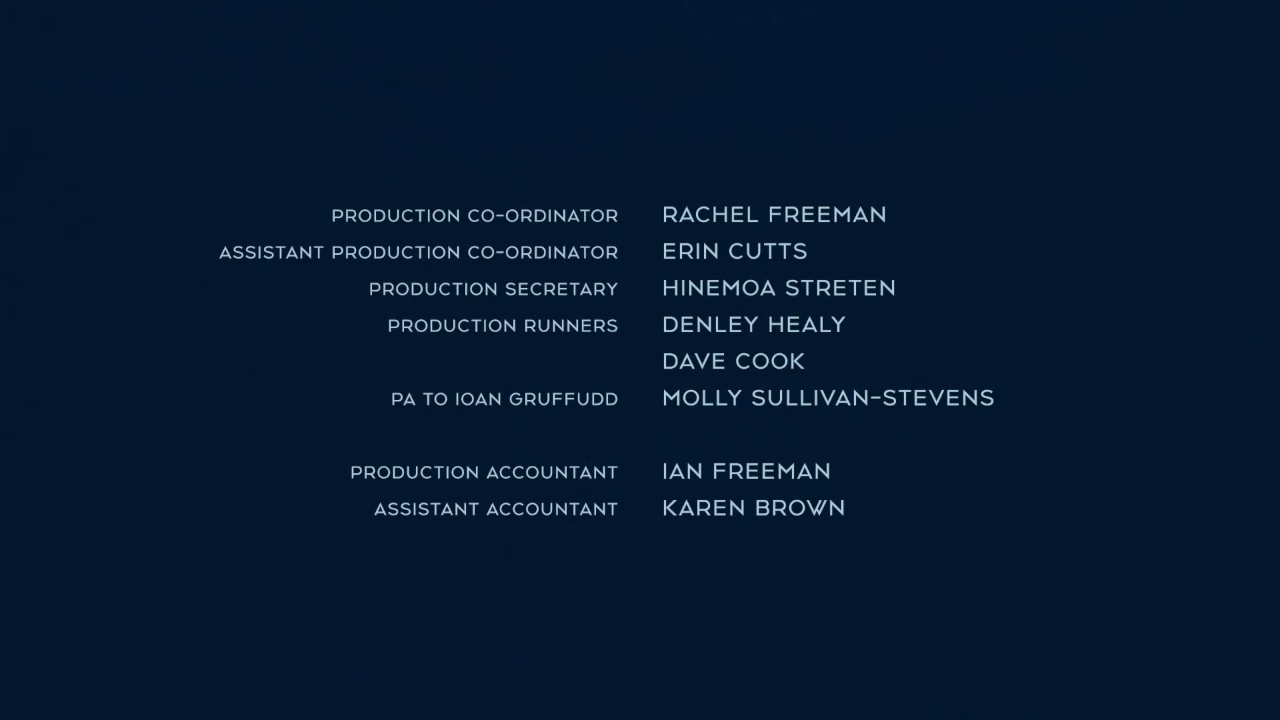 PRODUCTION CO-ORDINATOR RACHEL FREEMAN
ASSISTANT PRODUCTION CO-ORDINATOR ERIN CUTTS
PRODUCTION SECRETARY HINEMOA STRETEN
PRODUCTION RUNNERS DENLEY HEALY
DAVE COOK
PA TO IOAN GRUFFUDD MOLLY SULLIVAN-STEVENS
PRODUCTION ACCOUNTANT IAN FREEMAN
ASSISTANT ACCOUNTANT KAREN BROWN